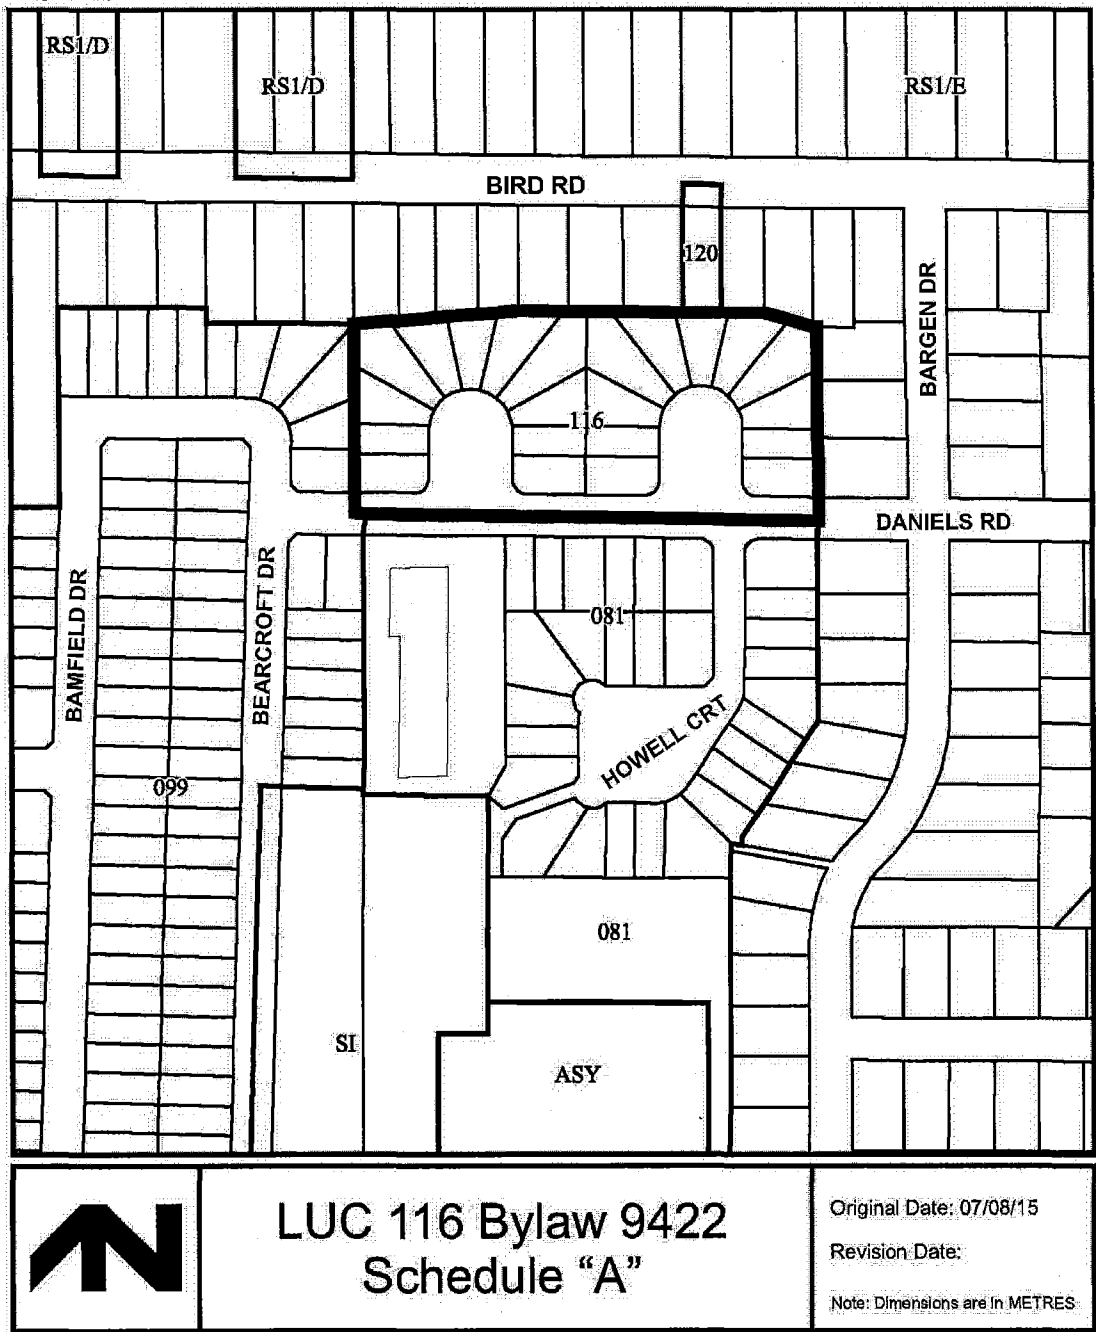 RS1/D
RS1/D
RS1/E
BIRD RD
120
BARGEN DR
116
DANIELS RD
BAMFIELD DR
BEARCROFT DR
081
HOWELL CRT
099
081
SI
ASY
LUC 116 Bylaw 9422
Schedule “A”
Original Date: 07/08/15
Revision Date:
Note: Dimensions are in METRES